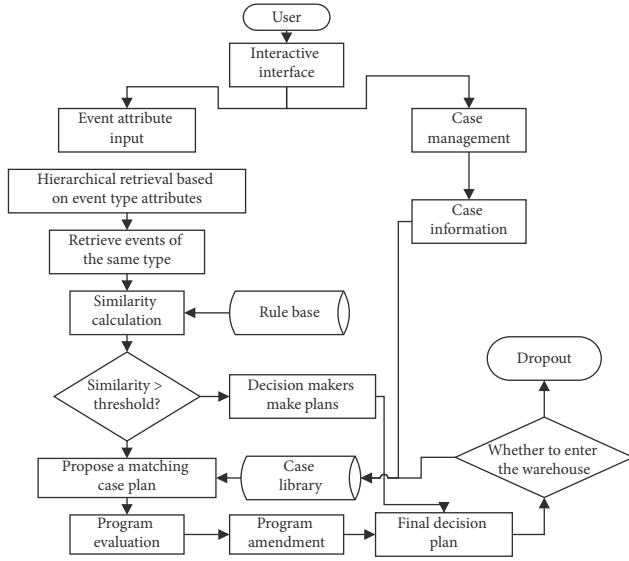 User
Interactive
interface
Event attribute
input
Case
management
Hierarchical retrieval based
on event type attributes
Case
information
Retrieve events of
the same type
Similarity
calculation
Rule base
Dropout
Similarity >
threshold?
Decision makers
make plans
Whether to enter
the warehouse
Propose a matching
case plan
Case
library
Program
evaluation
Program
amendment
Final decision
plan